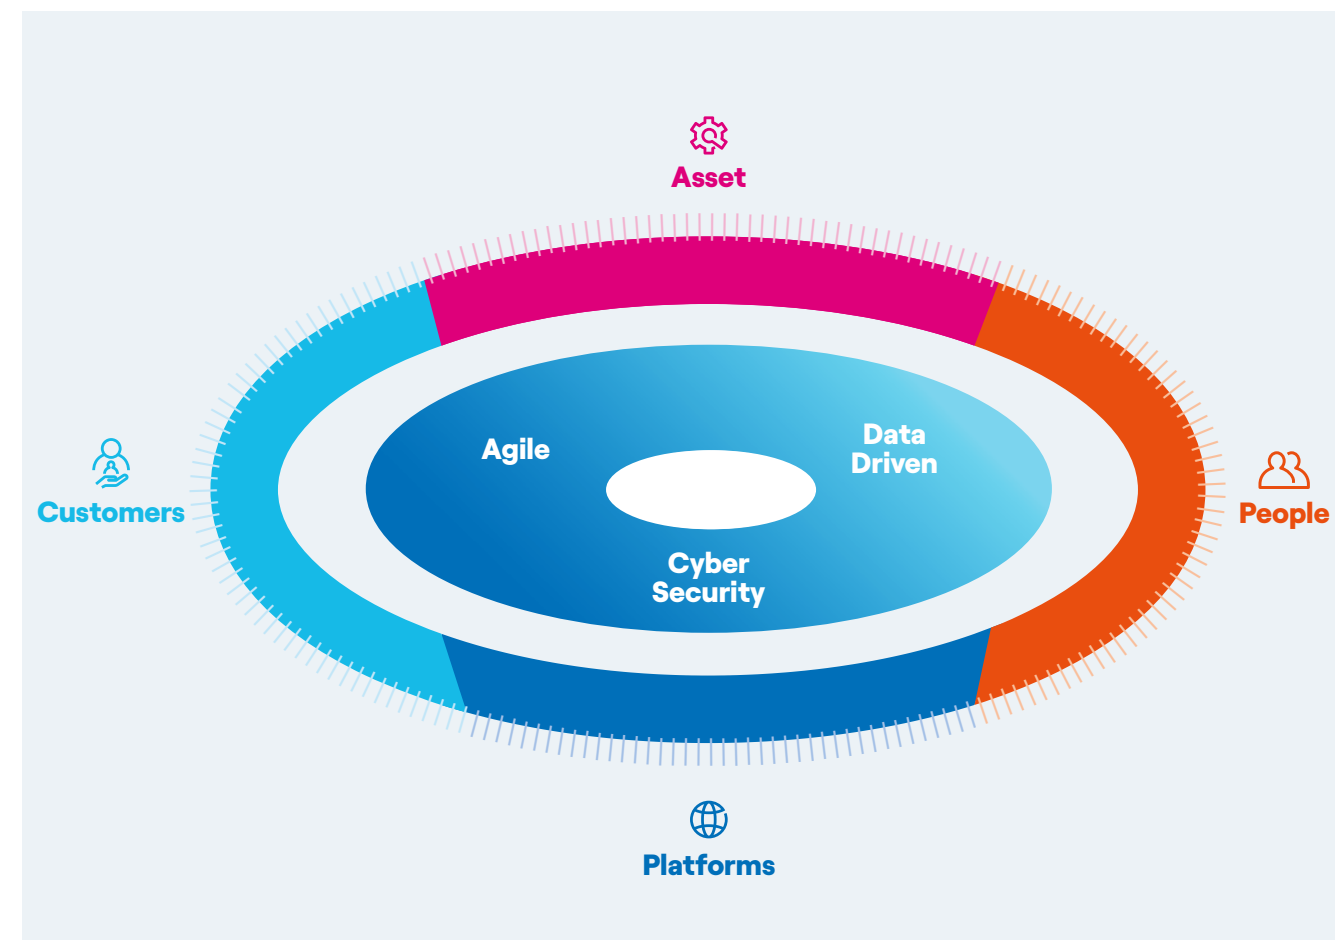 Asset
Agile
Data
Driven
Customers
People
Cyber
Security
Platforms